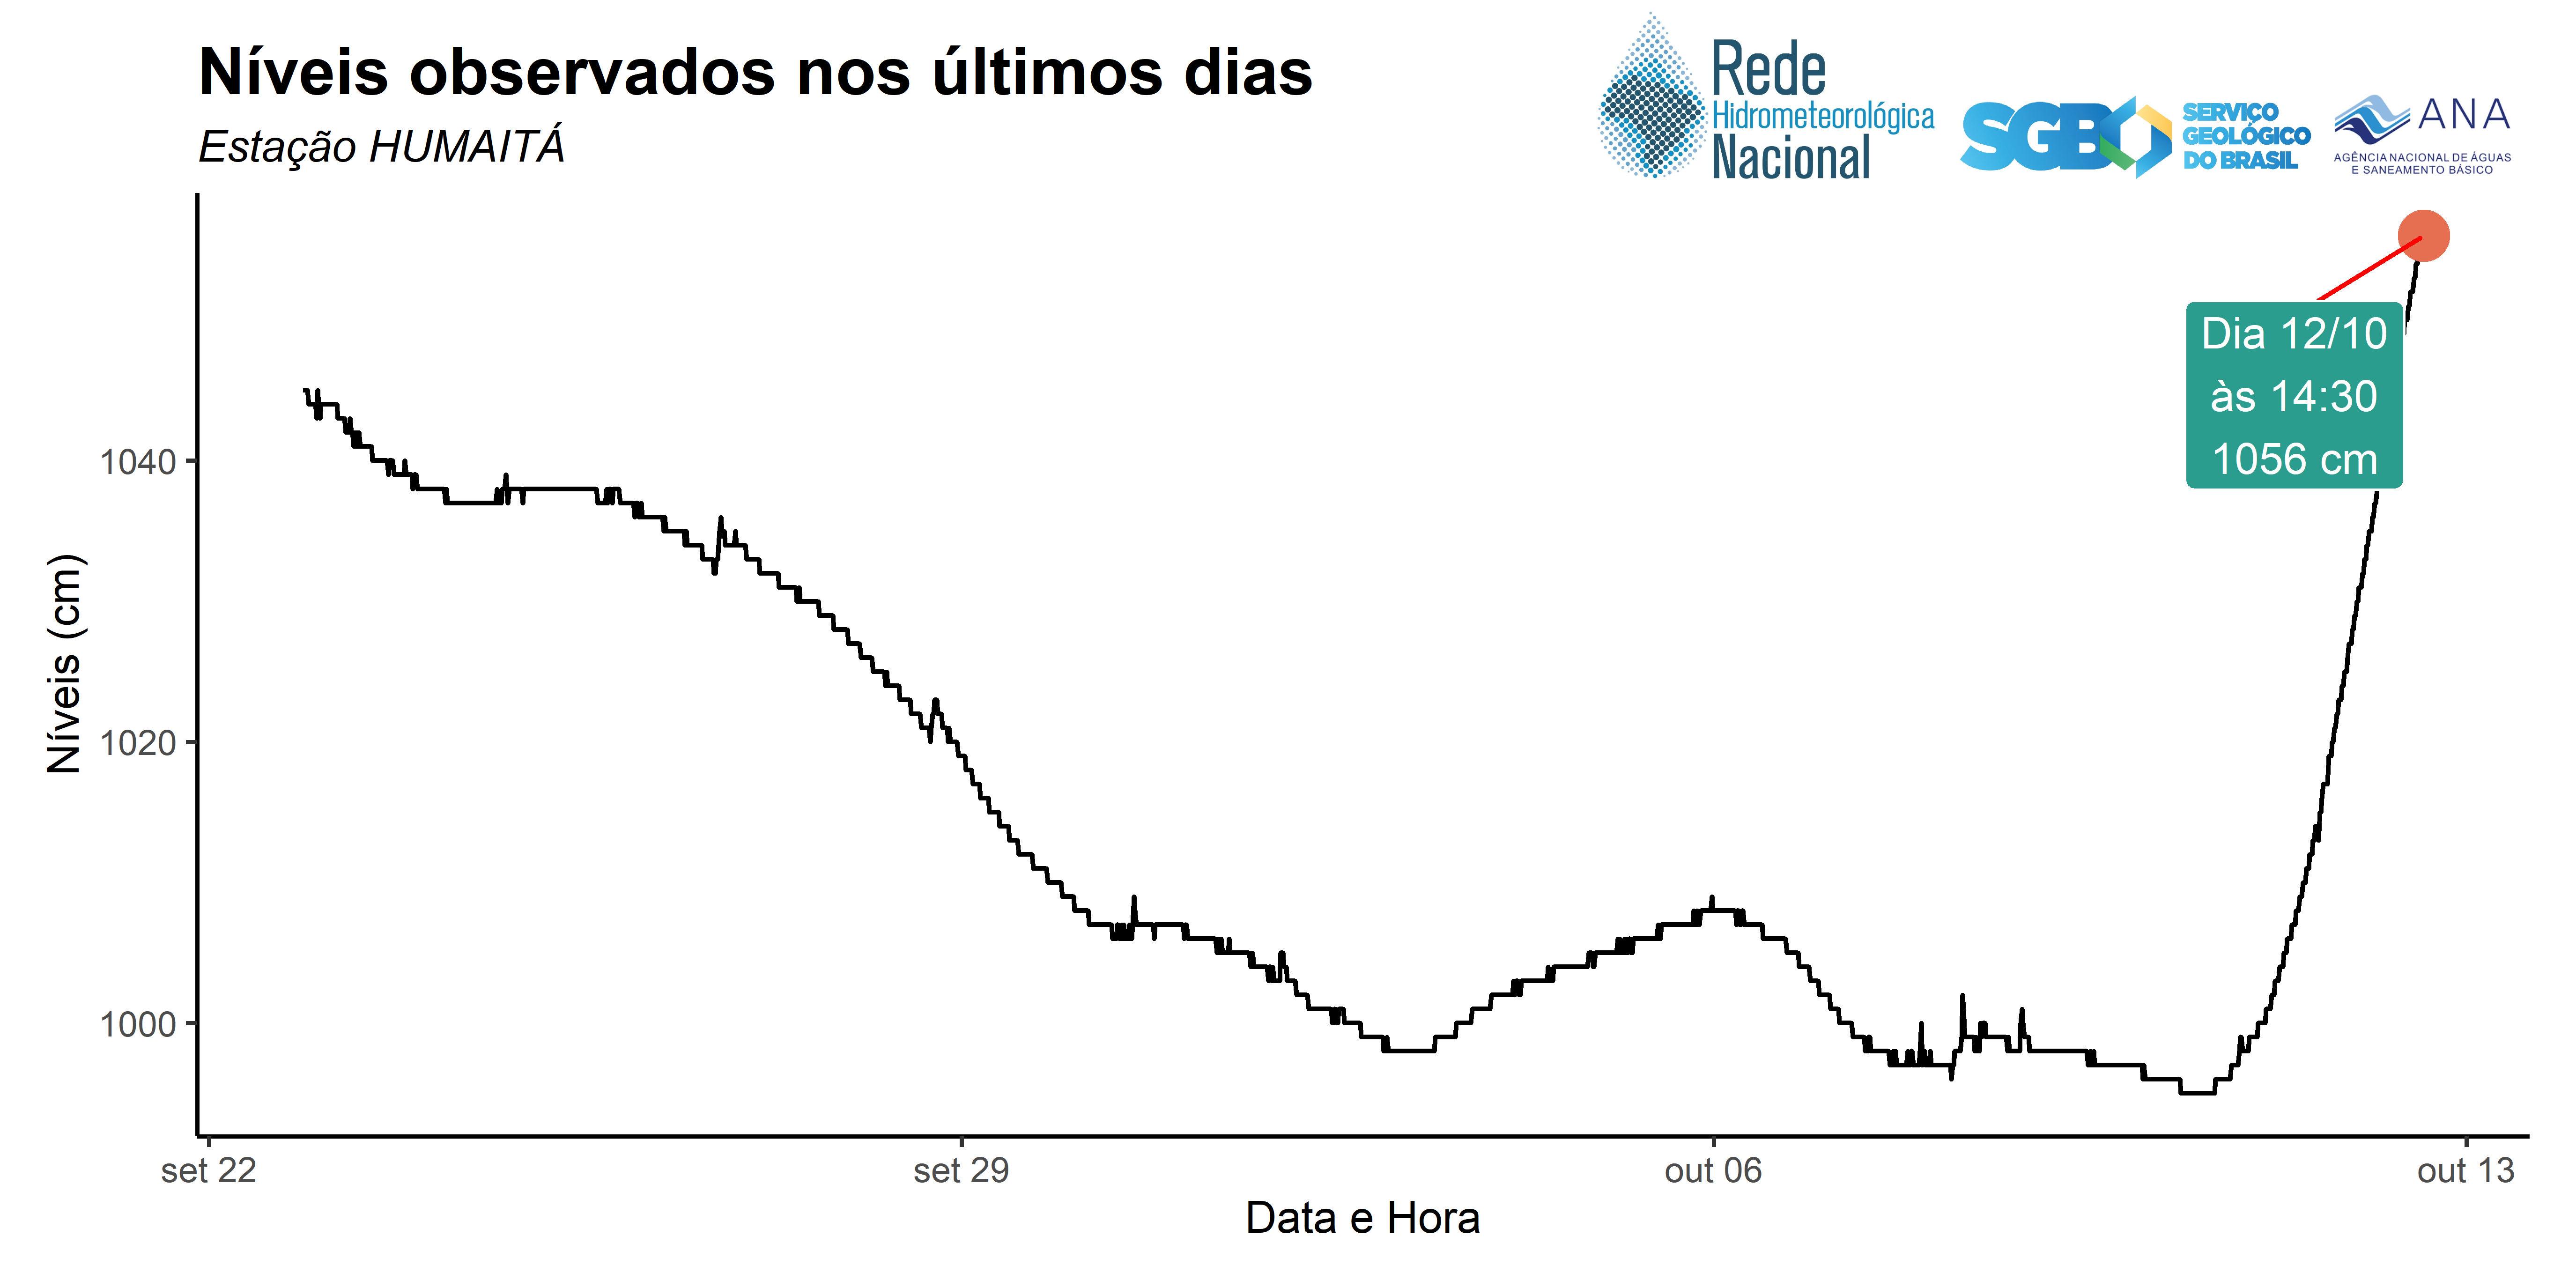 Níveis observados nos últimos dias
Estação HUMAITÁ
Rede
Hidrometeorológica
Nacional
SGB
SERVIÇO
GEOLÓGICO
DO BRASIL
ANA
AGÊNCIA NACIONAL DE ÁGUAS
E SANEAMENTO BÁSICO
Dia 12/10
às 14:30
1056 cm
Níveis (cm)
1040
1020
1000
set 22
set 29
out 06
out 13
Data e Hora